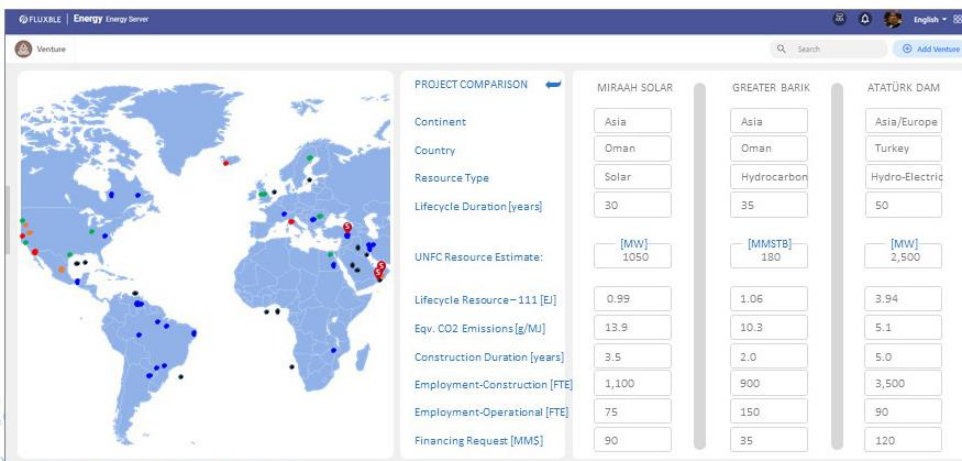 FLUXBLE | Energy Energy Server
English
Venture
Search
Add Venture
PROJECT COMPARISON MIRAAH SOLAR GREATER BARIK ATATÜRK DAM
Continent Asia Asia Asia/Europe
Country Oman Oman Turkey
Resource Type Solar Hydrocarbon Hydro-Electric
Lifecycle Duration [years] 30 35 50
[MW] [MMSTB] [MW]
UNFC Resource Estimate: 1050 180 2,500
Lifecycle Resource – 111 [EJ] 0.99 1.06 3.94
Eqv. CO2 Emissions [g/MJ] 13.9 10.3 5.1
Construction Duration [years] 3.5 2.0 5.0
Employment-Construction [FTE] 1,100 900 3,500
Employment-Operational [FTE] 75 150 90
Financing Request [MMS] 90 35 120
S
S
S